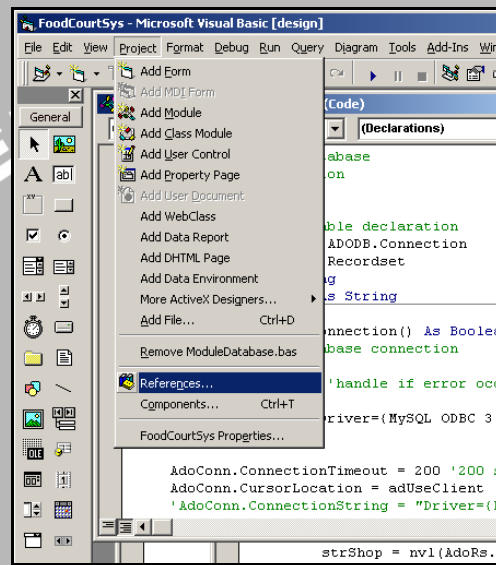 FoodCourtSys - Microsoft Visual Basic [design]
File Edit View Project Format Debug Run Query Diagram Tools Add-Ins
General
Add Form
Add MDI Form
Add Module
Add Class Module
Add User Control
Add Property Page
Add User Document
Add WebClass
Add Data Report
Add DHTML Page
Add Data Environment
More ActiveX Designers...
Add File... Ctrl+D
Remove ModuleDatabase.bas
References...
Components... Ctrl+T
FoodCourtSys Properties...
(Code)
(Declarations)
abase
on
ble declaration
ADODB.Connection
Recordset
g
s String
nnection() As Boolea
base connection
'handle if error occ
river={MySQL ODBC 3
AdoConn.ConnectionTimeout = 200 '200 s
AdoConn.CursorLocation = adUseClient
'AdoConn.ConnectionString = "Driver={
strShop = nvl(AdoRs.
A
ab|
XY
OLE